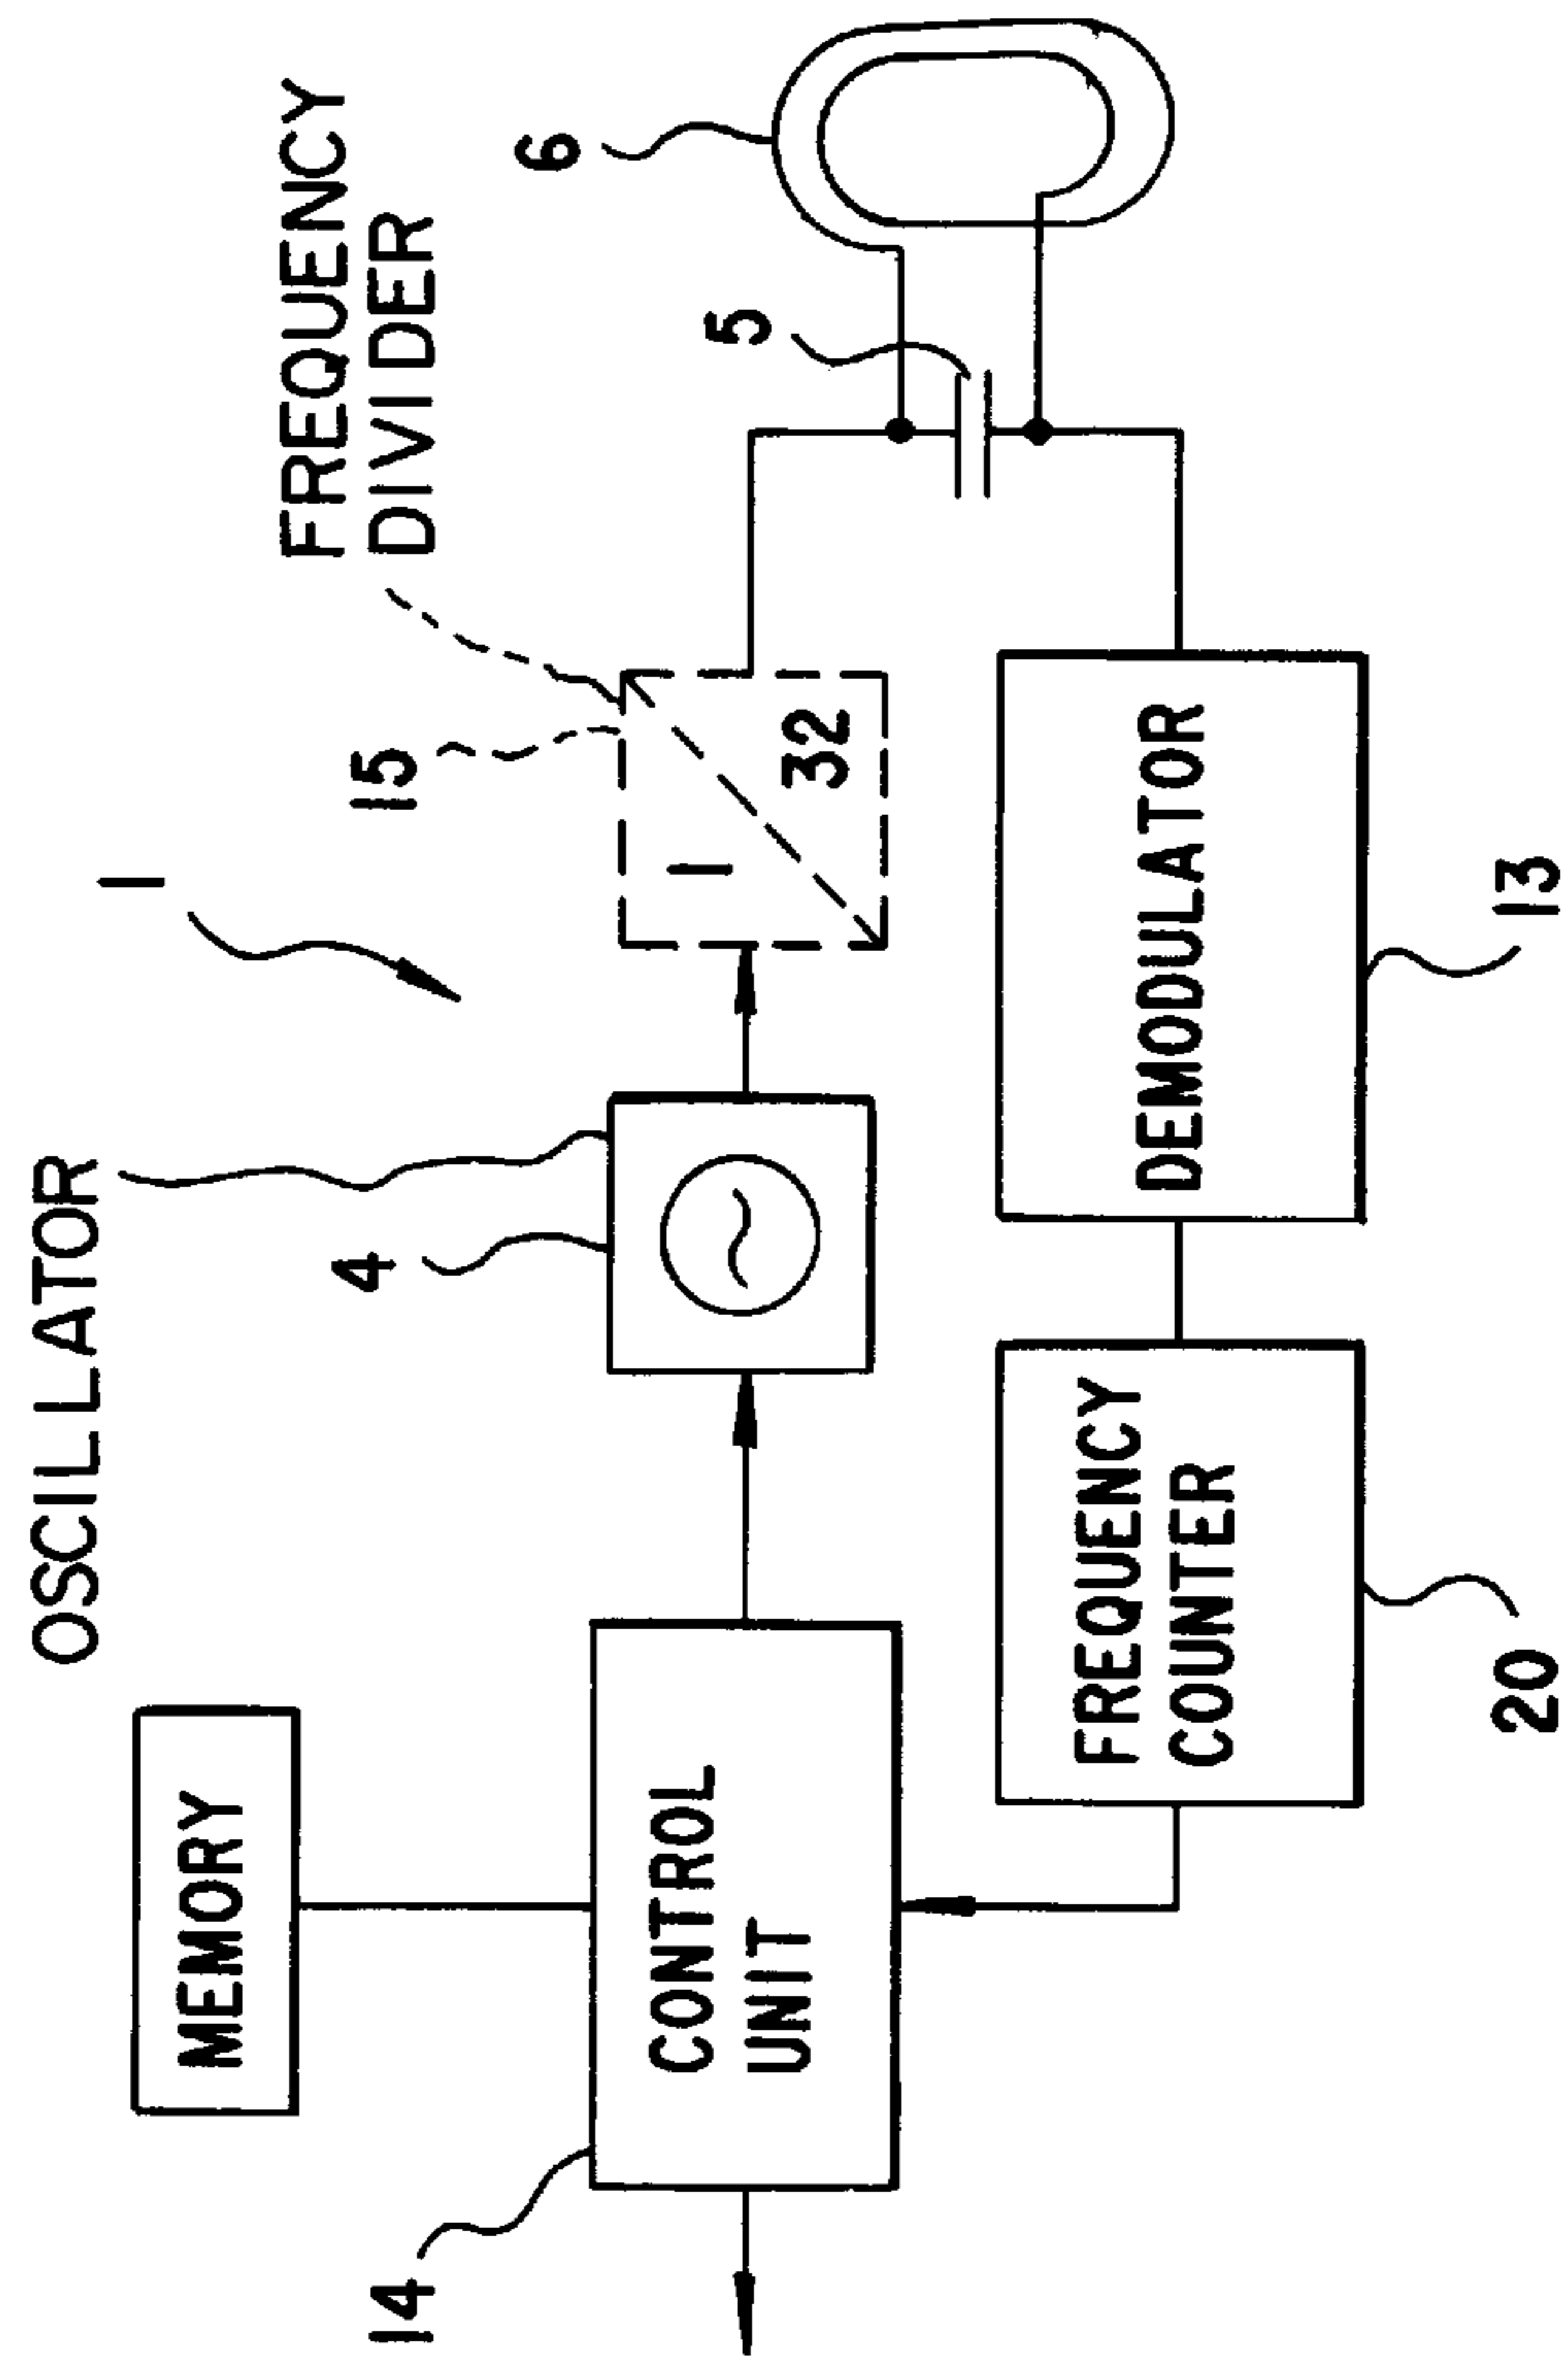 OSCILLATOR
FREQUENCY
DIVIDER
1
15
4
6
5
MEMORY
14
CONTROL
UNIT
1
32
FREQUENCY
COUNTER
DEMODULATOR
20
13